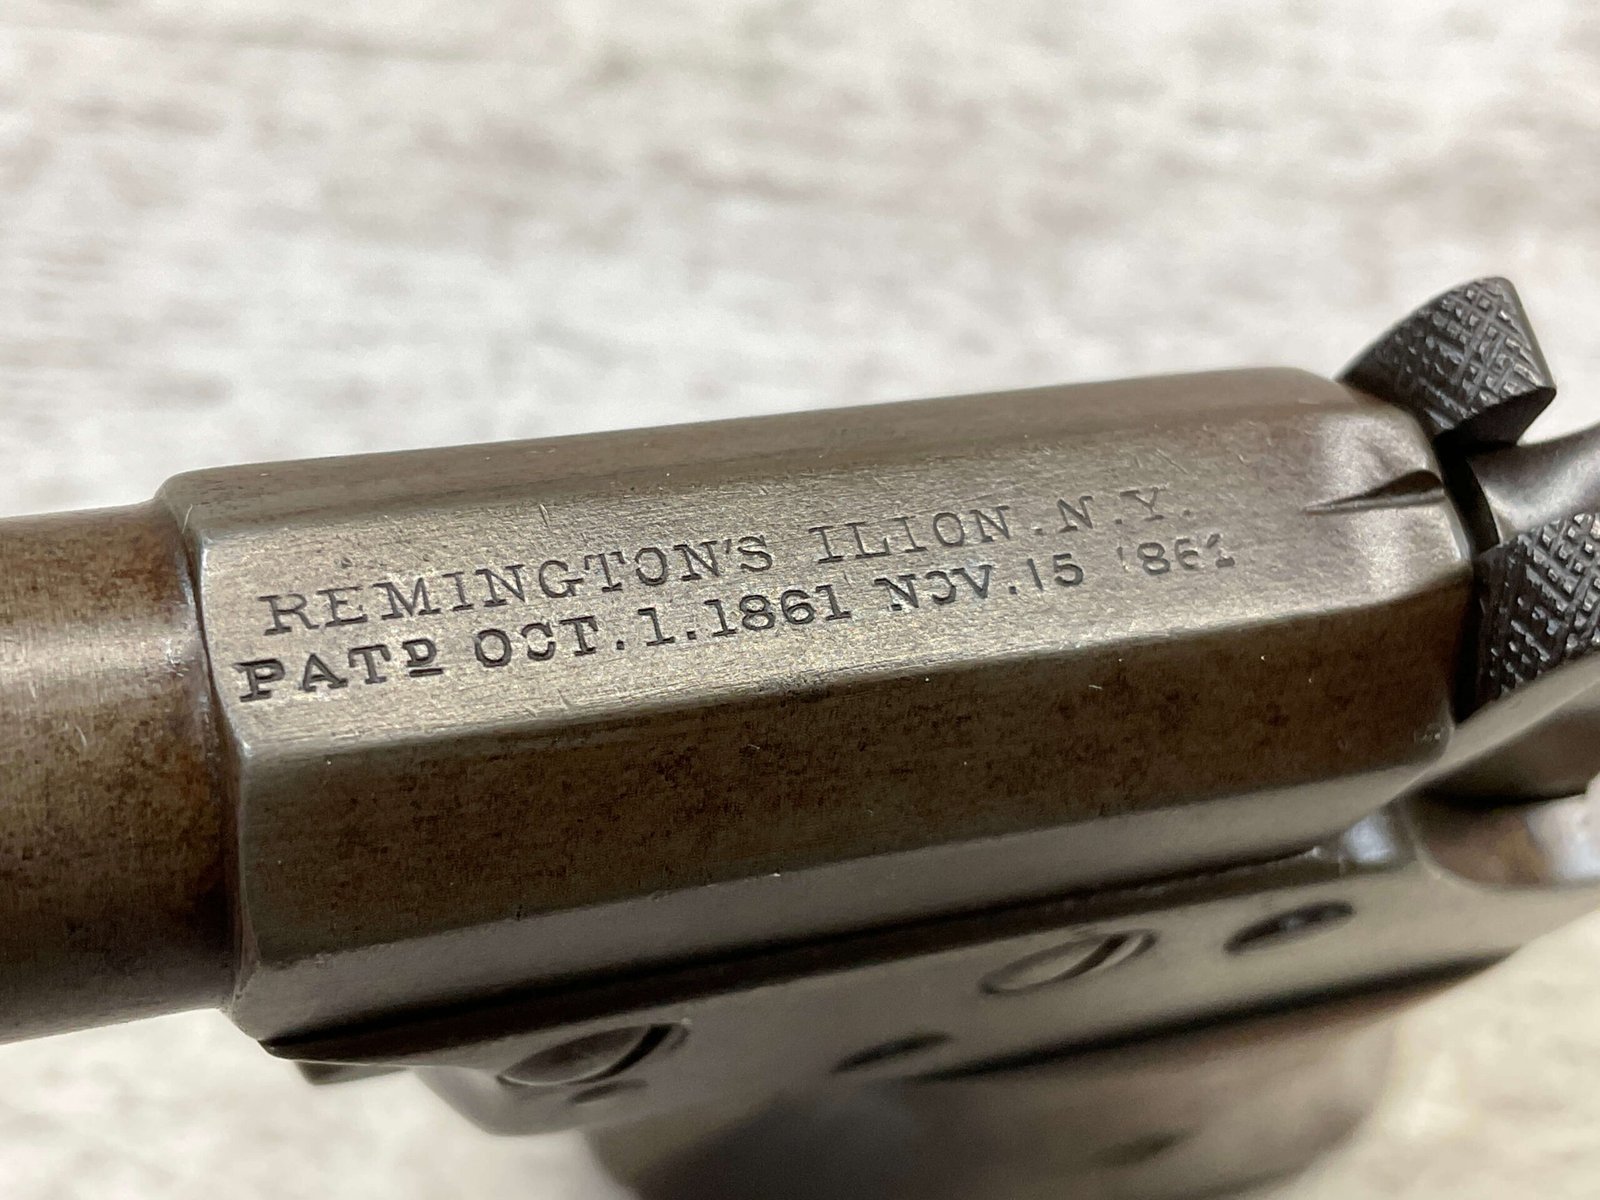 REMINGTON'S ILION. N.Y.
PATᴰ OCT. 1. 1861 NOV. 15